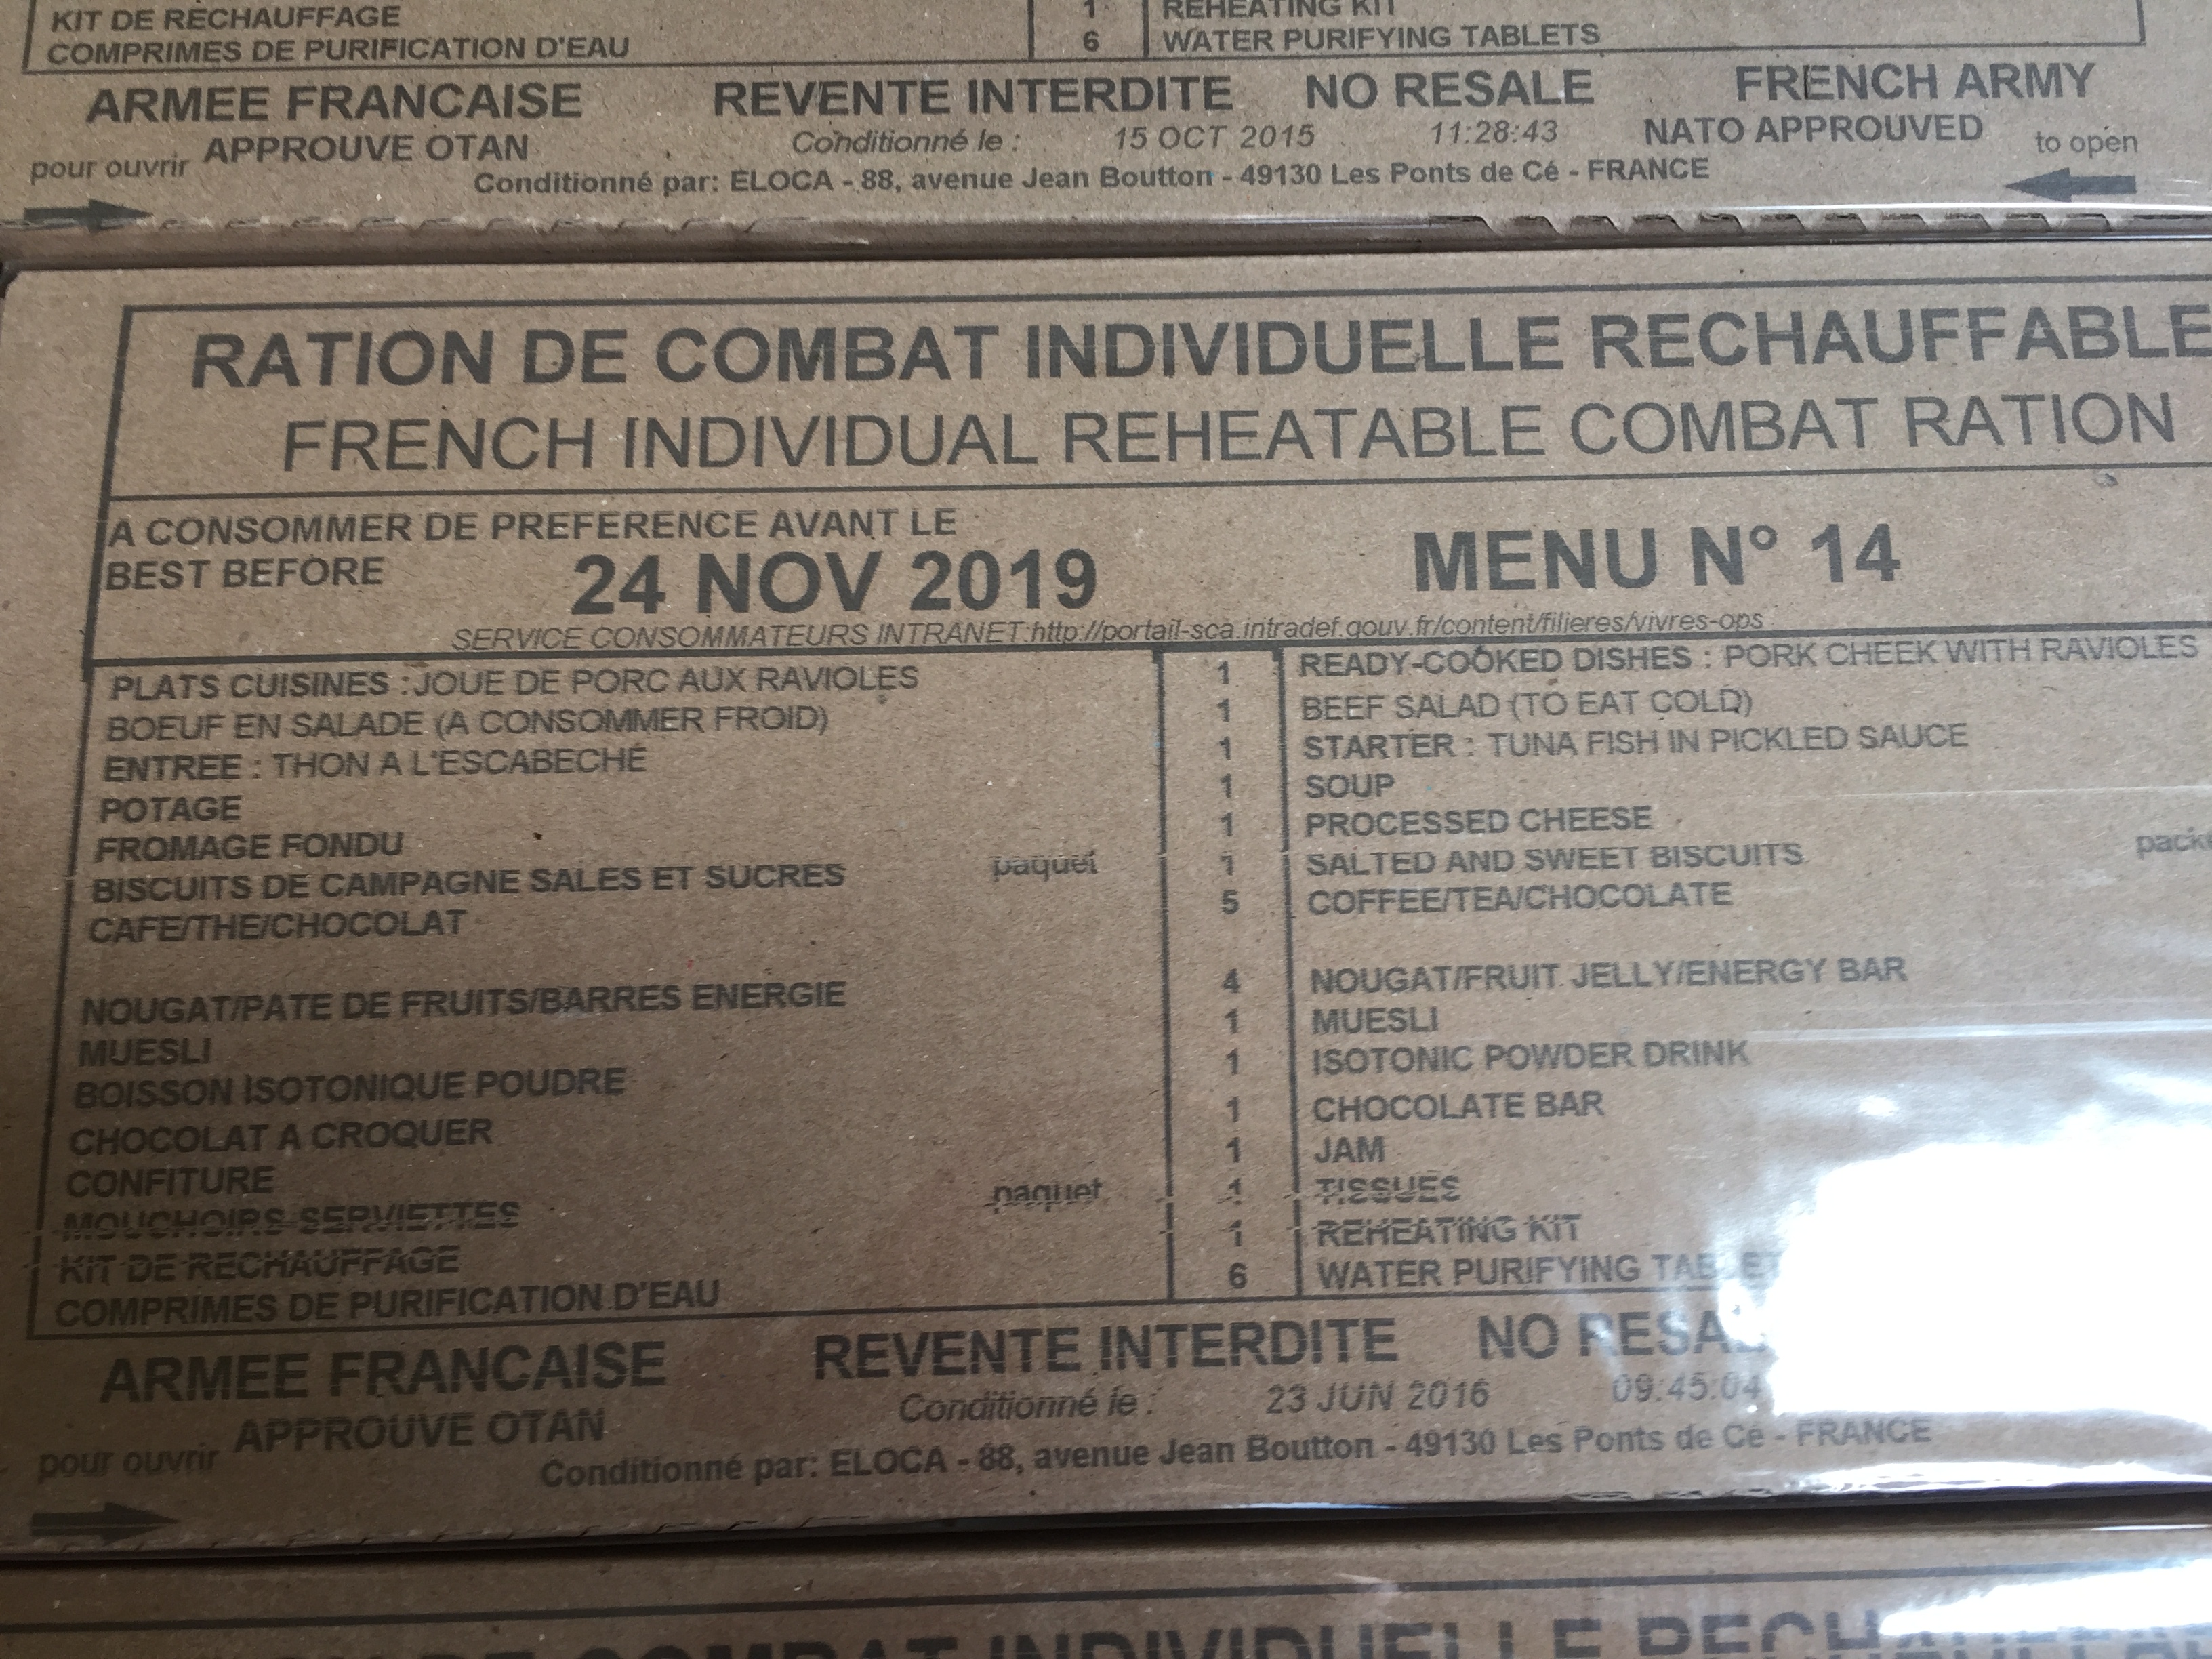 KIT DE RECHAUFFAGE 1 REHEATING KIT
COMPRIMES DE PURIFICATION D'EAU 6 WATER PURIFYING TABLETS
ARMEE FRANCAISE REVENTE INTERDITE NO RESALE FRENCH ARMY
APPROUVE OTAN Conditionné le : 15 OCT 2015 11:28:43 NATO APPROUVED
pour ouvrir Conditionné par: ELOCA - 88, avenue Jean Boutton - 49130 Les Ponts de Cé - FRANCE to open
RATION DE COMBAT INDIVIDUELLE RECHAUFFABLE
FRENCH INDIVIDUAL REHEATABLE COMBAT RATION
A CONSOMMER DE PREFERENCE AVANT LE
BEST BEFORE 24 NOV 2019 MENU N° 14
SERVICE CONSOMMATEURS INTRANET:http://portail-sca.intradef.gouv.fr/content/filieres/vivres-ops
PLATS CUISINES : JOUE DE PORC AUX RAVIOLES 1 READY-COOKED DISHES : PORK CHEEK WITH RAVIOLES
BOEUF EN SALADE (A CONSOMMER FROID) 1 BEEF SALAD (TO EAT COLD)
ENTREE : THON A L'ESCABECHE 1 STARTER : TUNA FISH IN PICKLED SAUCE
POTAGE 1 SOUP
FROMAGE FONDU 1 PROCESSED CHEESE
BISCUITS DE CAMPAGNE SALES ET SUCRES paquet 1 SALTED AND SWEET BISCUITS
CAFE/THE/CHOCOLAT 5 COFFEE/TEA/CHOCOLATE
NOUGAT/PATE DE FRUITS/BARRES ENERGIE 4 NOUGAT/FRUIT JELLY/ENERGY BAR
MUESLI 1 MUESLI
BOISSON ISOTONIQUE POUDRE 1 ISOTONIC POWDER DRINK
CHOCOLAT A CROQUER 1 CHOCOLATE BAR
CONFITURE 1 JAM
MOUCHOIRS SERVIETTES paquet 1 TISSUES
KIT DE RECHAUFFAGE 1 REHEATING KIT
COMPRIMES DE PURIFICATION D'EAU 6 WATER PURIFYING TABLET
ARMEE FRANCAISE REVENTE INTERDITE NO RESA
APPROUVE OTAN Conditionné le : 23 JUN 2016 09:45:04
pour ouvrir Conditionné par: ELOCA - 88, avenue Jean Boutton - 49130 Les Ponts de Cé - FRANCE
DE COMBAT INDIVIDUELLE